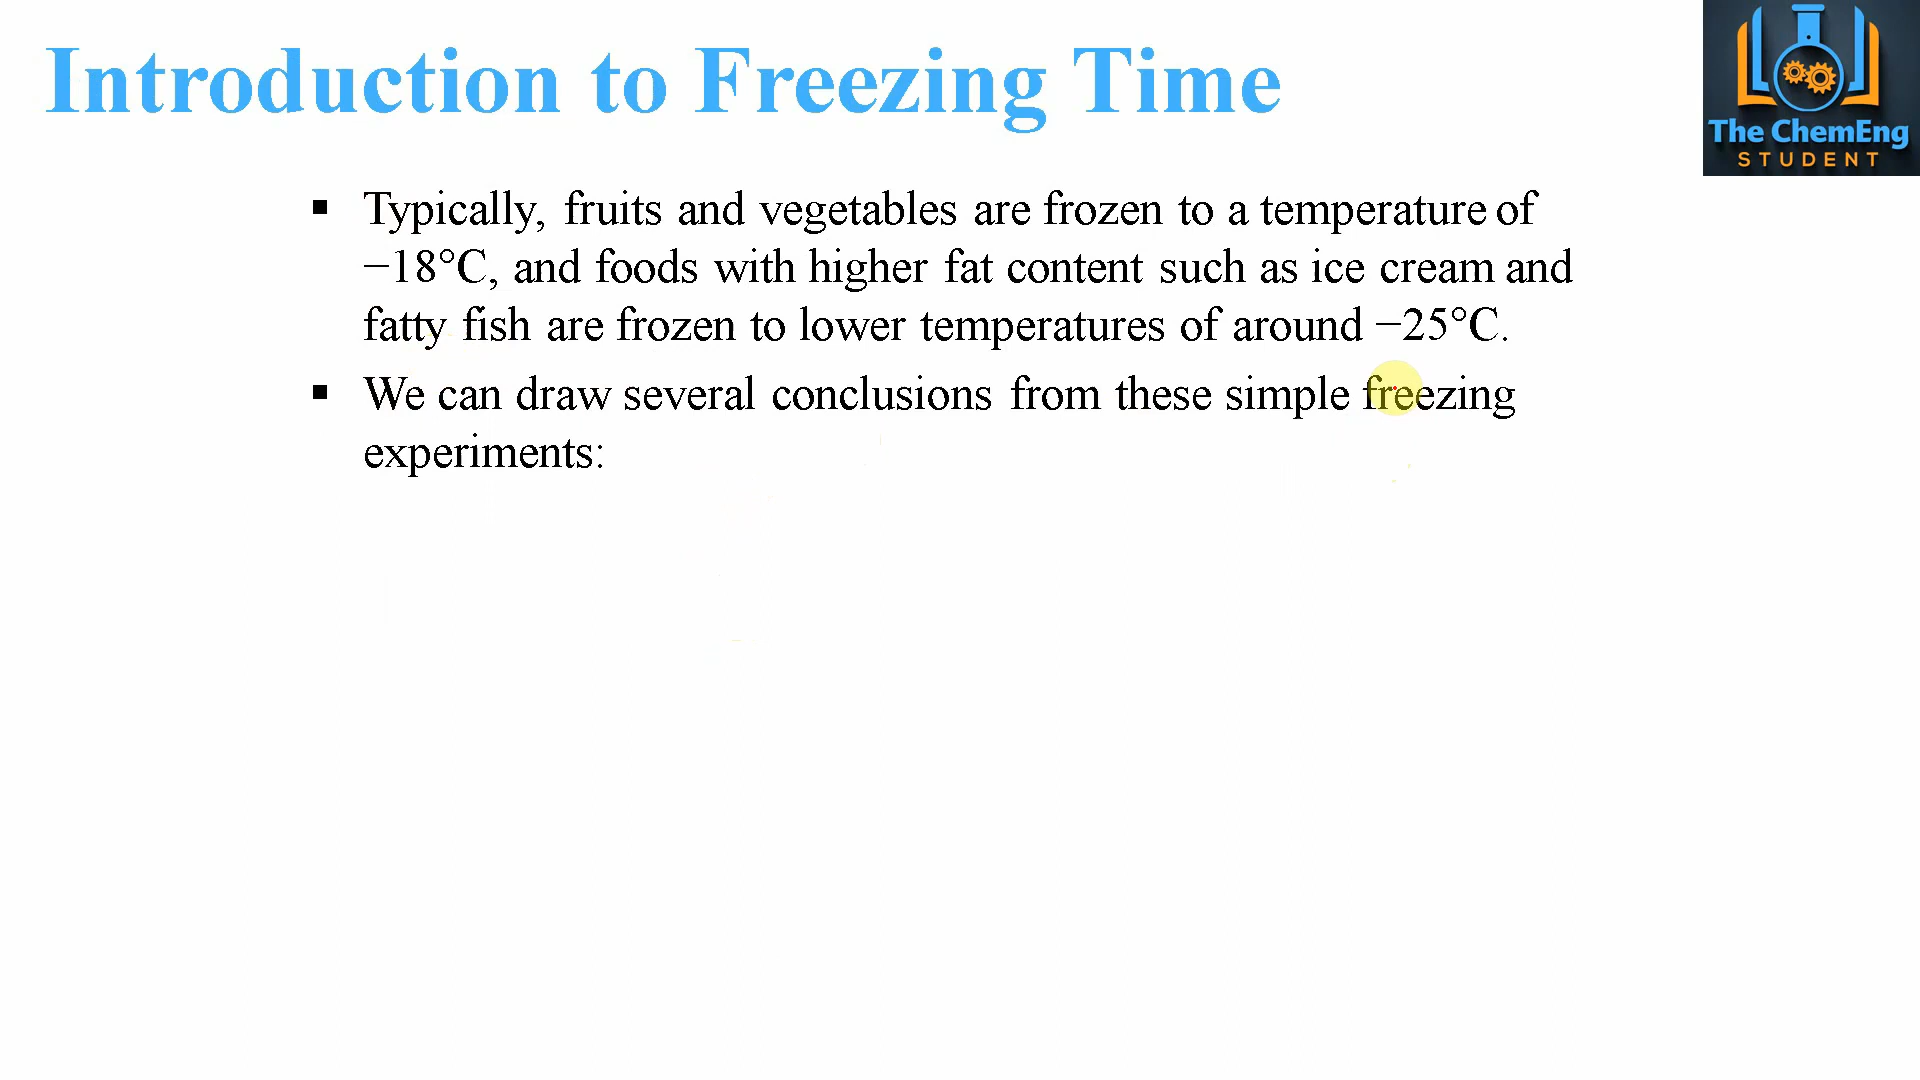 Introduction to Freezing Time
The ChemEng
STUDENT
▪ Typically, fruits and vegetables are frozen to a temperature of
−18°C, and foods with higher fat content such as ice cream and
fatty fish are frozen to lower temperatures of around −25°C.
▪ We can draw several conclusions from these simple freezing
experiments: